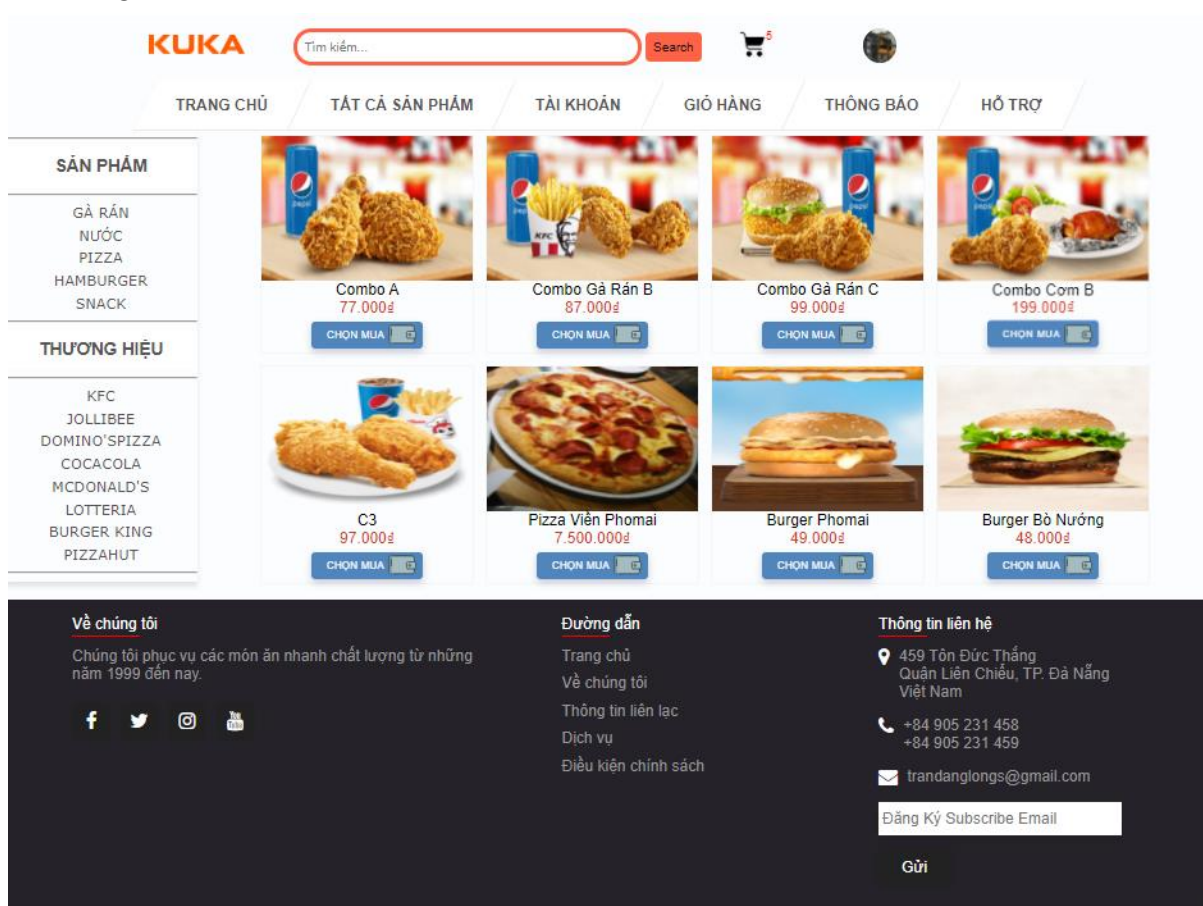 KUKA
Tìm kiếm...
Search
5
TRANG CHỦ
TẤT CẢ SẢN PHẨM
TÀI KHOẢN
GIỎ HÀNG
THÔNG BÁO
HỖ TRỢ
SẢN PHẨM
GÀ RÁN
NƯỚC
PIZZA
HAMBURGER
SNACK
THƯƠNG HIỆU
KFC
JOLLIBEE
DOMINO'SPIZZA
COCACOLA
MCDONALD'S
LOTTERIA
BURGER KING
PIZZAHUT
pepsi
Combo A
77.000₫
CHỌN MUA
KFC
Combo Gà Rán B
87.000₫
CHỌN MUA
pepsi
Combo Gà Rán C
99.000₫
CHỌN MUA
Combo Cơm B
199.000₫
CHỌN MUA
C3
97.000₫
CHỌN MUA
Pizza Viền Phomai
7.500.000₫
CHỌN MUA
Burger Phomai
49.000₫
CHỌN MUA
Burger Bò Nướng
48.000₫
CHỌN MUA
Về chúng tôi
Chúng tôi phục vụ các món ăn nhanh chất lượng từ những
năm 1999 đến nay.
You
Tube
Đường dẫn
Trang chủ
Về chúng tôi
Thông tin liên lạc
Dịch vụ
Điều kiện chính sách
Thông tin liên hệ
459 Tôn Đức Thắng
Quận Liên Chiểu, TP. Đà Nẵng
Việt Nam
+84 905 231 458
+84 905 231 459
trandanglongs@gmail.com
Đăng Ký Subscribe Email
Gửi